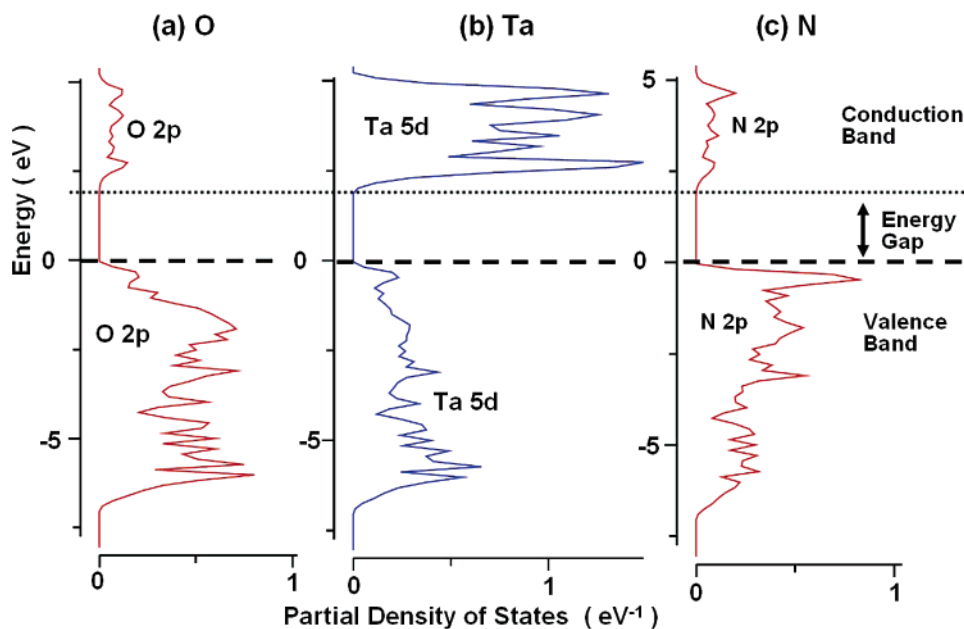 (a) O
(b) Ta
(c) N
Energy ( eV )
0
-5
O 2p
O 2p
0
-5
Ta 5d
Ta 5d
5
0
-5
N 2p
Conduction
Band
Energy
Gap
N 2p
Valence
Band
0
1
0
1
0
1
Partial Density of States ( eV⁻¹ )